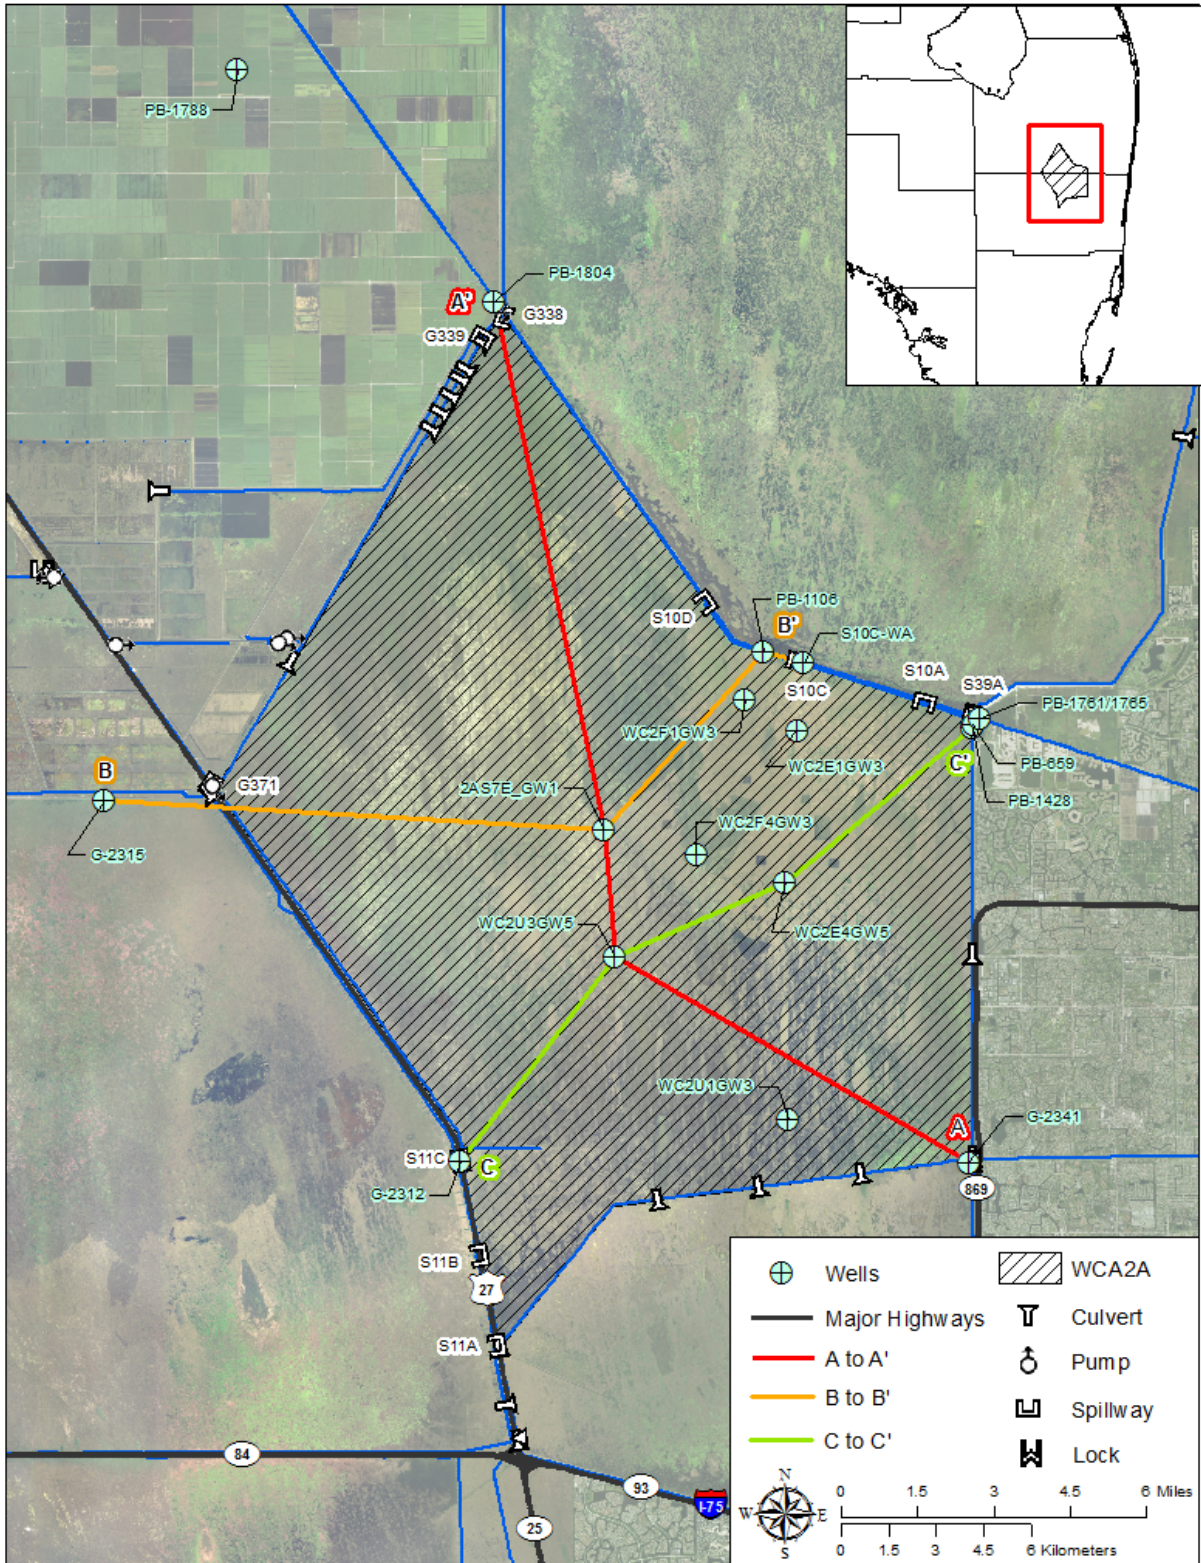 PB-1788
PB-1804
A'
G338
G339
S10D
PB-1106
B'
S10C-WA
S10C
S10A
S39A
PB-1761/1765
WC2F1GW3
WC2E1GW3
C'
PB-659
PB-1428
B
G371
2AS7E_GW1
G-2315
WC2F4GW3
WC2U3GW5
WC2E4GW5
WC2U1GW3
A
G-2341
S11C
C
G-2312
869
S11B
27
S11A
84
93
I-75
25
Wells
WCA2A
Major Highways
Culvert
A to A'
Pump
B to B'
Spillway
C to C'
Lock
N
W E
S
0 1.5 3 4.5 6 Miles
0 1.5 3 4.5 6 Kilometers